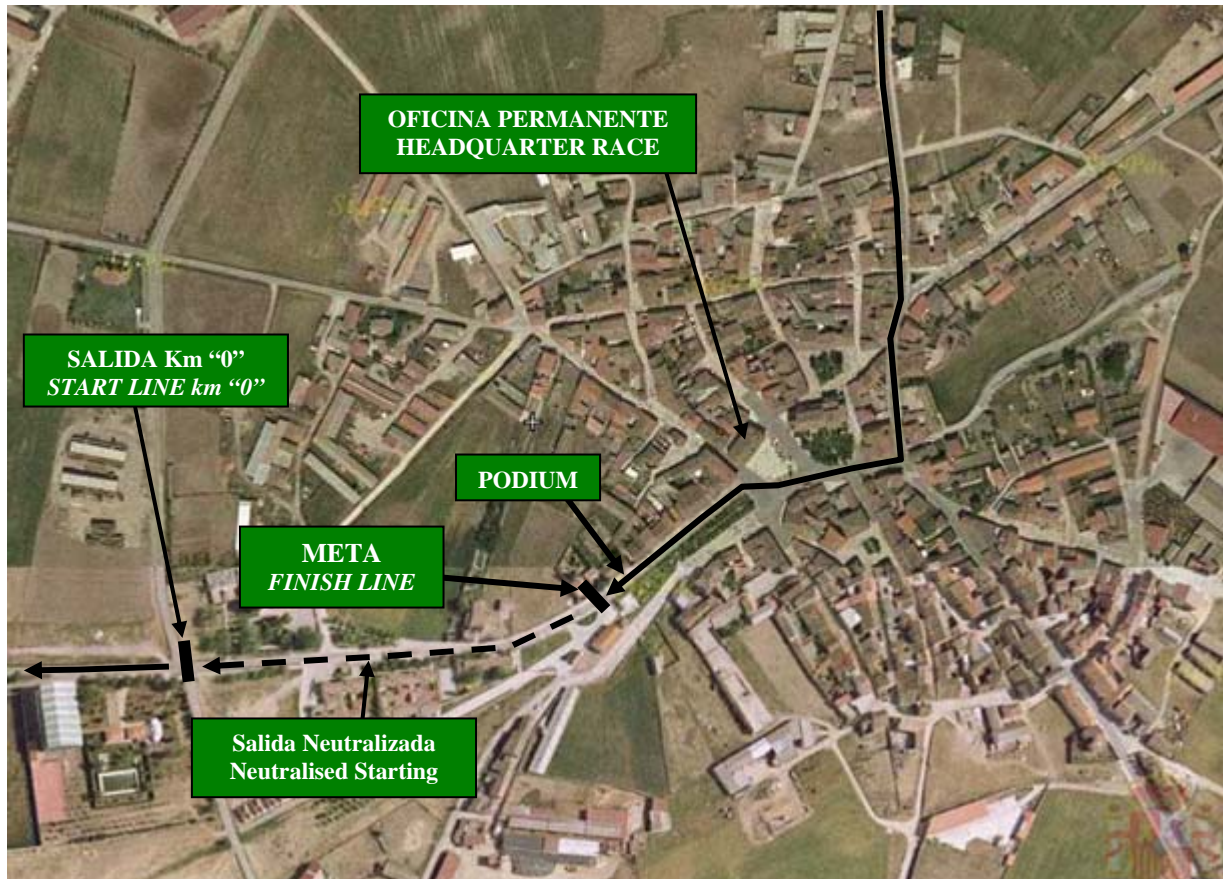 OFICINA PERMANENTE
HEADQUARTER RACE
SALIDA Km “0”
START LINE km “0”
PODIUM
META
FINISH LINE
Salida Neutralizada
Neutralised Starting